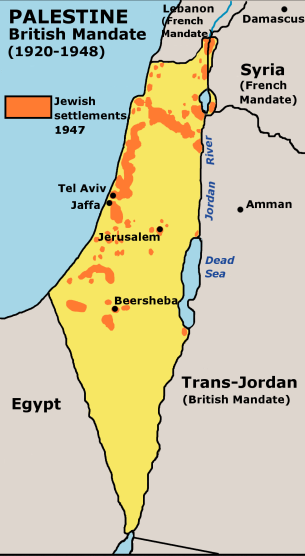 PALESTINE
British Mandate
(1920-1948)
Lebanon
(French
Mandate)
Damascus
Syria
(French
Mandate)
Jewish
settlements
1947
Jordan River
Tel Aviv
Jaffa
Amman
Jerusalem
Dead
Sea
Beersheba
Trans-Jordan
(British Mandate)
Egypt